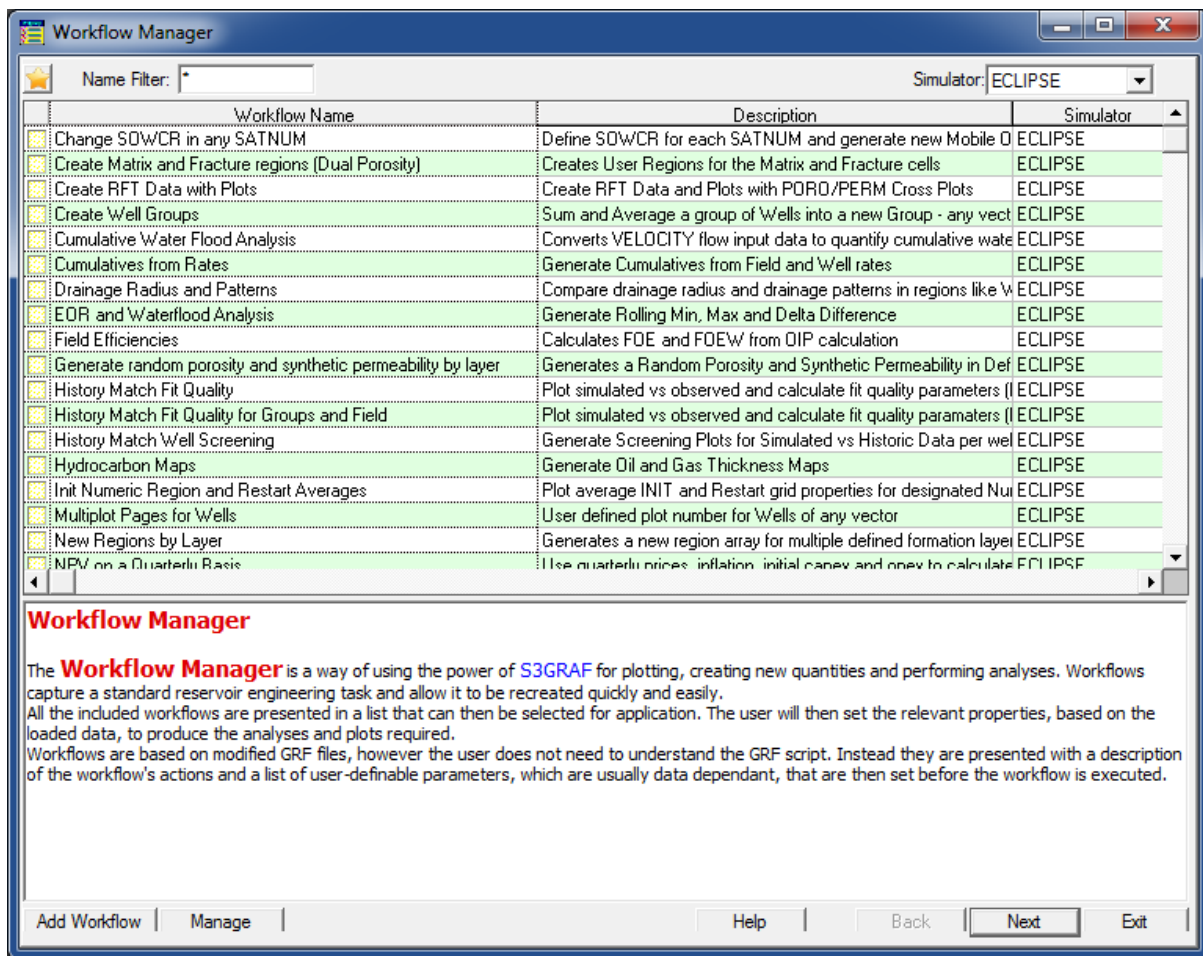 Workflow Manager
Name Filter: *
Simulator: ECLIPSE
Workflow Name Description Simulator
Change SOWCR in any SATNUM Define SOWCR for each SATNUM and generate new Mobile O ECLIPSE
Create Matrix and Fracture regions (Dual Porosity) Creates User Regions for the Matrix and Fracture cells ECLIPSE
Create RFT Data with Plots Create RFT Data and Plots with PORO/PERM Cross Plots ECLIPSE
Create Well Groups Sum and Average a group of Wells into a new Group - any vect ECLIPSE
Cumulative Water Flood Analysis Converts VELOCITY flow input data to quantify cumulative wate ECLIPSE
Cumulatives from Rates Generate Cumulatives from Field and Well rates ECLIPSE
Drainage Radius and Patterns Compare drainage radius and drainage patterns in regions like W ECLIPSE
EOR and Waterflood Analysis Generate Rolling Min, Max and Delta Difference ECLIPSE
Field Efficiencies Calculates FOE and FOEW from OIP calculation ECLIPSE
Generate random porosity and synthetic permeability by layer Generates a Random Porosity and Synthetic Permeability in Def ECLIPSE
History Match Fit Quality Plot simulated vs observed and calculate fit quality parameters ( ECLIPSE
History Match Fit Quality for Groups and Field Plot simulated vs observed and calculate fit quality paramaters ( ECLIPSE
History Match Well Screening Generate Screening Plots for Simulated vs Historic Data per wel ECLIPSE
Hydrocarbon Maps Generate Oil and Gas Thickness Maps ECLIPSE
Init Numeric Region and Restart Averages Plot average INIT and Restart grid properties for designated Nu ECLIPSE
Multiplot Pages for Wells User defined plot number for Wells of any vector ECLIPSE
New Regions by Layer Generates a new region array for multiple defined formation laye ECLIPSE
NPV on a Quarterly Basis Use quarterly prices, inflation, initial capex and opex to calculate ECLIPSE
Workflow Manager
The Workflow Manager is a way of using the power of S3GRAF for plotting, creating new quantities and performing analyses. Workflows
capture a standard reservoir engineering task and allow it to be recreated quickly and easily.
All the included workflows are presented in a list that can then be selected for application. The user will then set the relevant properties, based on the
loaded data, to produce the analyses and plots required.
Workflows are based on modified GRF files, however the user does not need to understand the GRF script. Instead they are presented with a description
of the workflow's actions and a list of user-definable parameters, which are usually data dependant, that are then set before the workflow is executed.
Add Workflow Manage Help Back Next Exit